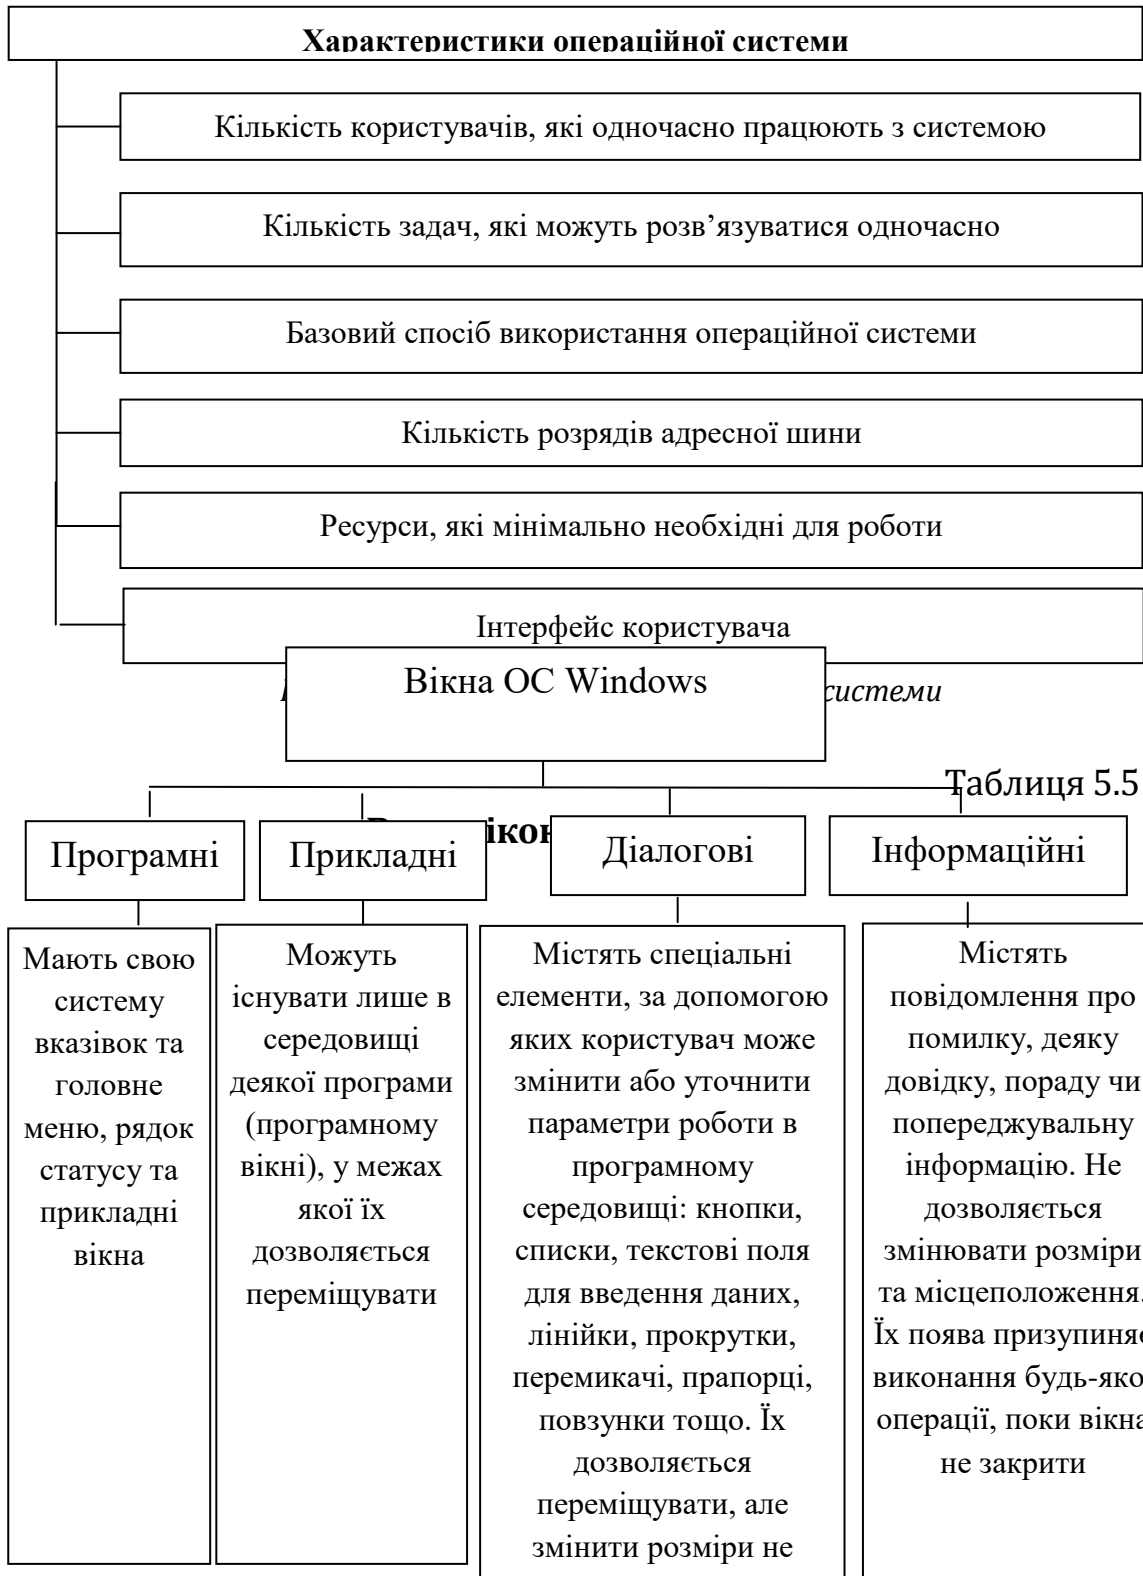 Характеристики операційної системи
Кількість користувачів, які одночасно працюють з системою
Кількість задач, які можуть розв’язуватися одночасно
Базовий спосіб використання операційної системи
Кількість розрядів адресної шини
Ресурси, які мінімально необхідні для роботи
Інтерфейс користувача
Вікна ОС Windows
системи
Таблиця 5.5
Програмні
Прикладні
Діалогові
Інформаційні
Мають свою
систему
вказівок та
головне
меню, рядок
статусу та
прикладні
вікна
Можуть
існувати лише в
середовищі
деякої програми
(програмному
вікні), у межах
якої їх
дозволяється
переміщувати
Містять спеціальні
елементи, за допомогою
яких користувач може
змінити або уточнити
параметри роботи в
програмному
середовищі: кнопки,
списки, текстові поля
для введення даних,
лінійки, прокрутки,
перемикачі, прапорці,
повзунки тощо. Їх
дозволяється
переміщувати, але
змінити розміри не
Містять
повідомлення про
помилку, деяку
довідку, пораду чи
попереджувальну
інформацію. Не
дозволяється
змінювати розміри
та місцеположення.
Їх поява призупиняє
виконання будь-якої
операції, поки вікна
не закрити